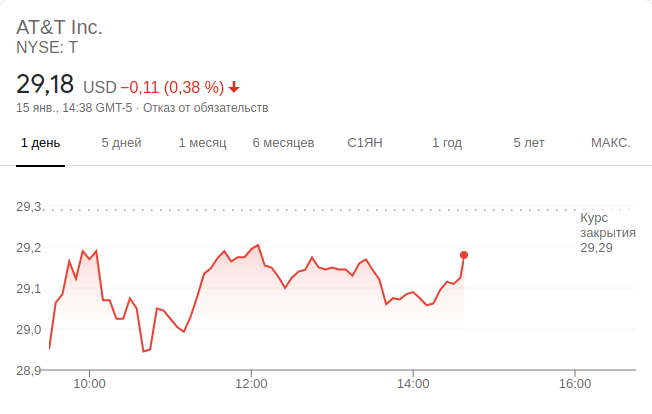 AT&T Inc.
NYSE: T
29,18 USD −0,11 (0,38 %)
15 янв., 14:38 GMT-5 · Отказ от обязательств
1 день 5 дней 1 месяц 6 месяцев С1ЯН 1 год 5 лет МАКС.
29,3
Курс
закрытия
29,29
29,2
29,1
29,0
28,9
10:00 12:00 14:00 16:00